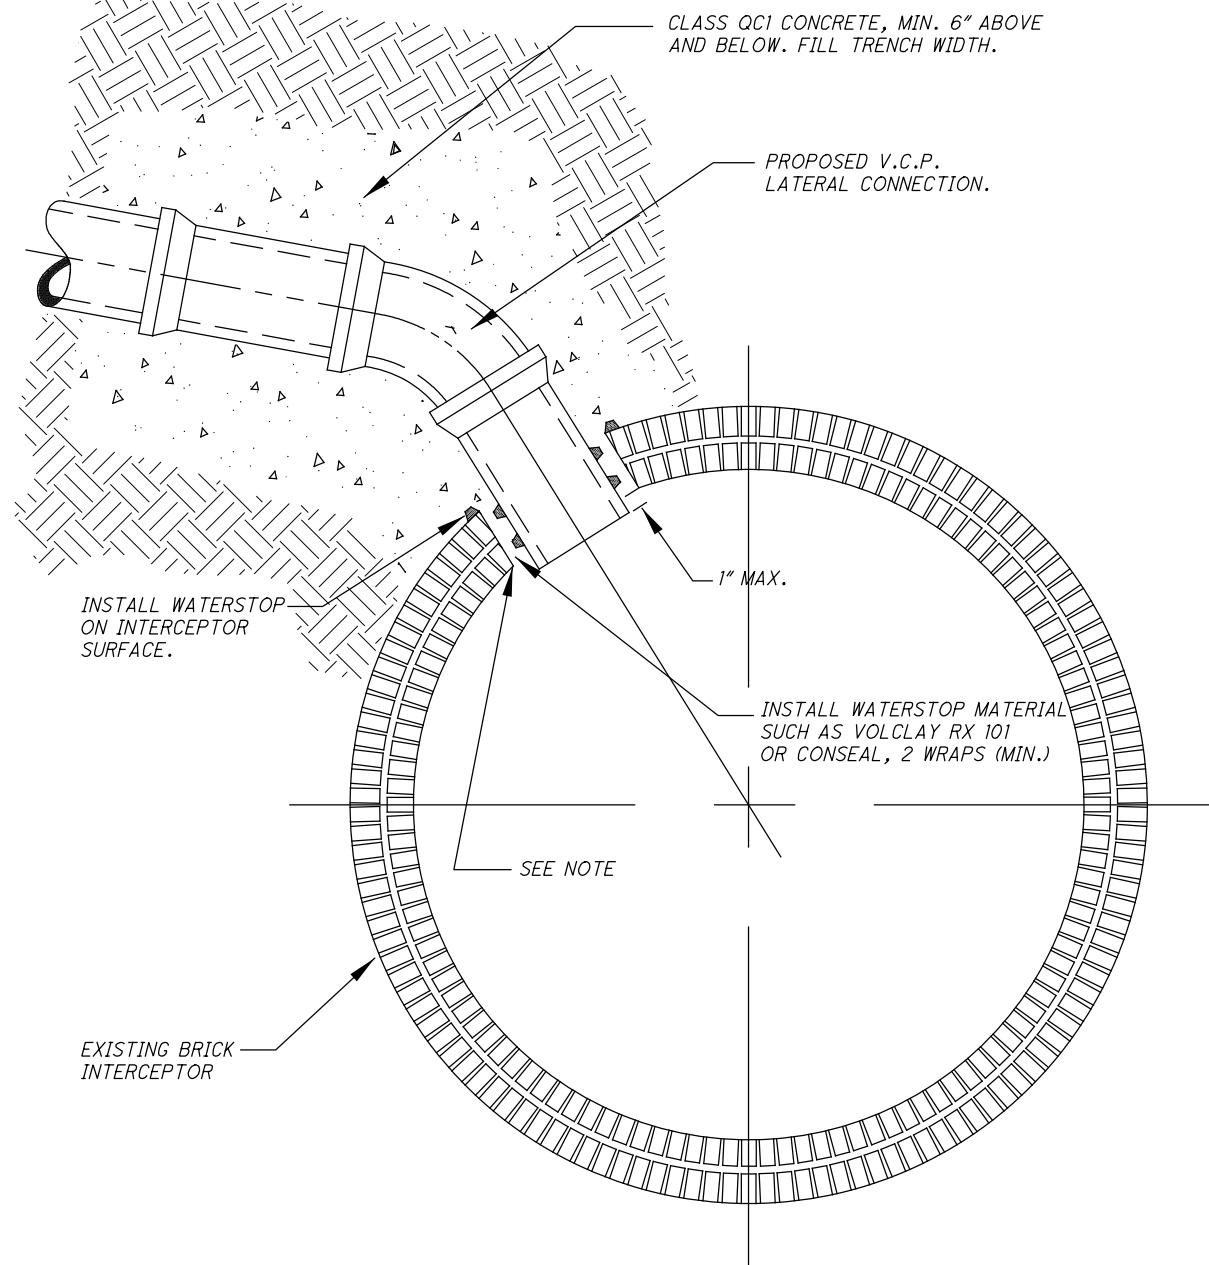 CLASS QC1 CONCRETE, MIN. 6" ABOVE
AND BELOW. FILL TRENCH WIDTH.
PROPOSED V.C.P.
LATERAL CONNECTION.
1" MAX.
INSTALL WATERSTOP
ON INTERCEPTOR
SURFACE.
INSTALL WATERSTOP MATERIAL
SUCH AS VOLCLAY RX 101
OR CONSEAL, 2 WRAPS (MIN.)
SEE NOTE
EXISTING BRICK
INTERCEPTOR